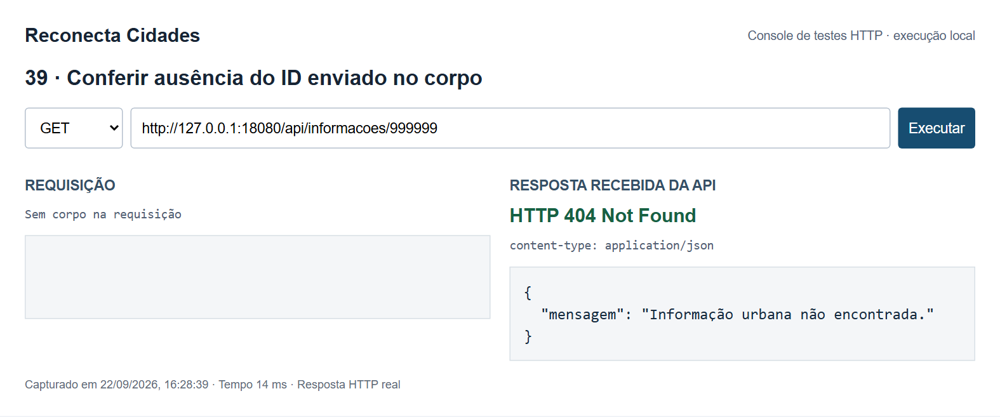 Reconecta Cidades
Console de testes HTTP · execução local
39 · Conferir ausência do ID enviado no corpo
GET
http://127.0.0.1:18080/api/informacoes/999999
Executar
REQUISIÇÃO
Sem corpo na requisição
RESPOSTA RECEBIDA DA API
HTTP 404 Not Found
content-type: application/json
{
"mensagem": "Informação urbana não encontrada."
}
Capturado em 22/09/2026, 16:28:39 · Tempo 14 ms · Resposta HTTP real